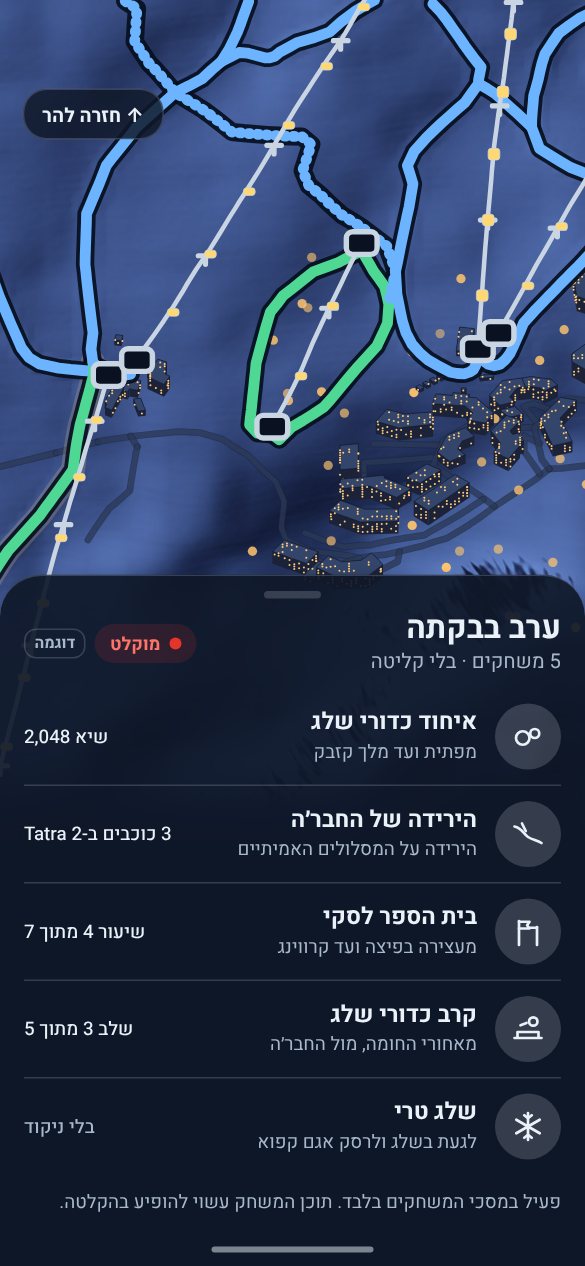 ↑ חזרה להר
ערב בבקתה
5 משחקים · בלי קליטה
מוקלט
דוגמה
איחוד כדורי שלג
מפתית ועד מלך קזבק
שיא 2,048
הירידה של החבר׳ה
הירידה על המסלולים האמיתיים
3 כוכבים ב-Tatra 2
בית הספר לסקי
מעצירה בפיצה ועד קרווינג
שיעור 4 מתוך 7
קרב כדורי שלג
מאחורי החומה, מול החבר׳ה
שלב 3 מתוך 5
שלג טרי
לגעת בשלג ולרסק אגם קפוא
בלי ניקוד
פעיל במסכי המשחקים בלבד. תוכן המשחק עשוי להופיע בהקלטה.